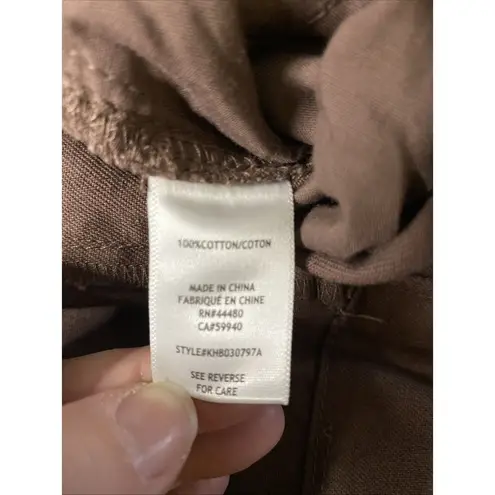 100%COTTON/COTON
MADE IN CHINA
FABRIQUÉ EN CHINE
RN#44480
CA#59940
STYLE#KHB030797A
SEE REVERSE
FOR CARE